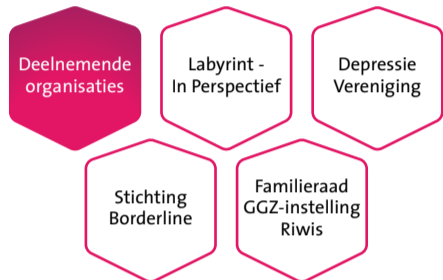 Deelnemende
organisaties
Labyrint -
In Perspectief
Depressie
Vereniging
Stichting
Borderline
Familieraad
GGZ-instelling
Riwis